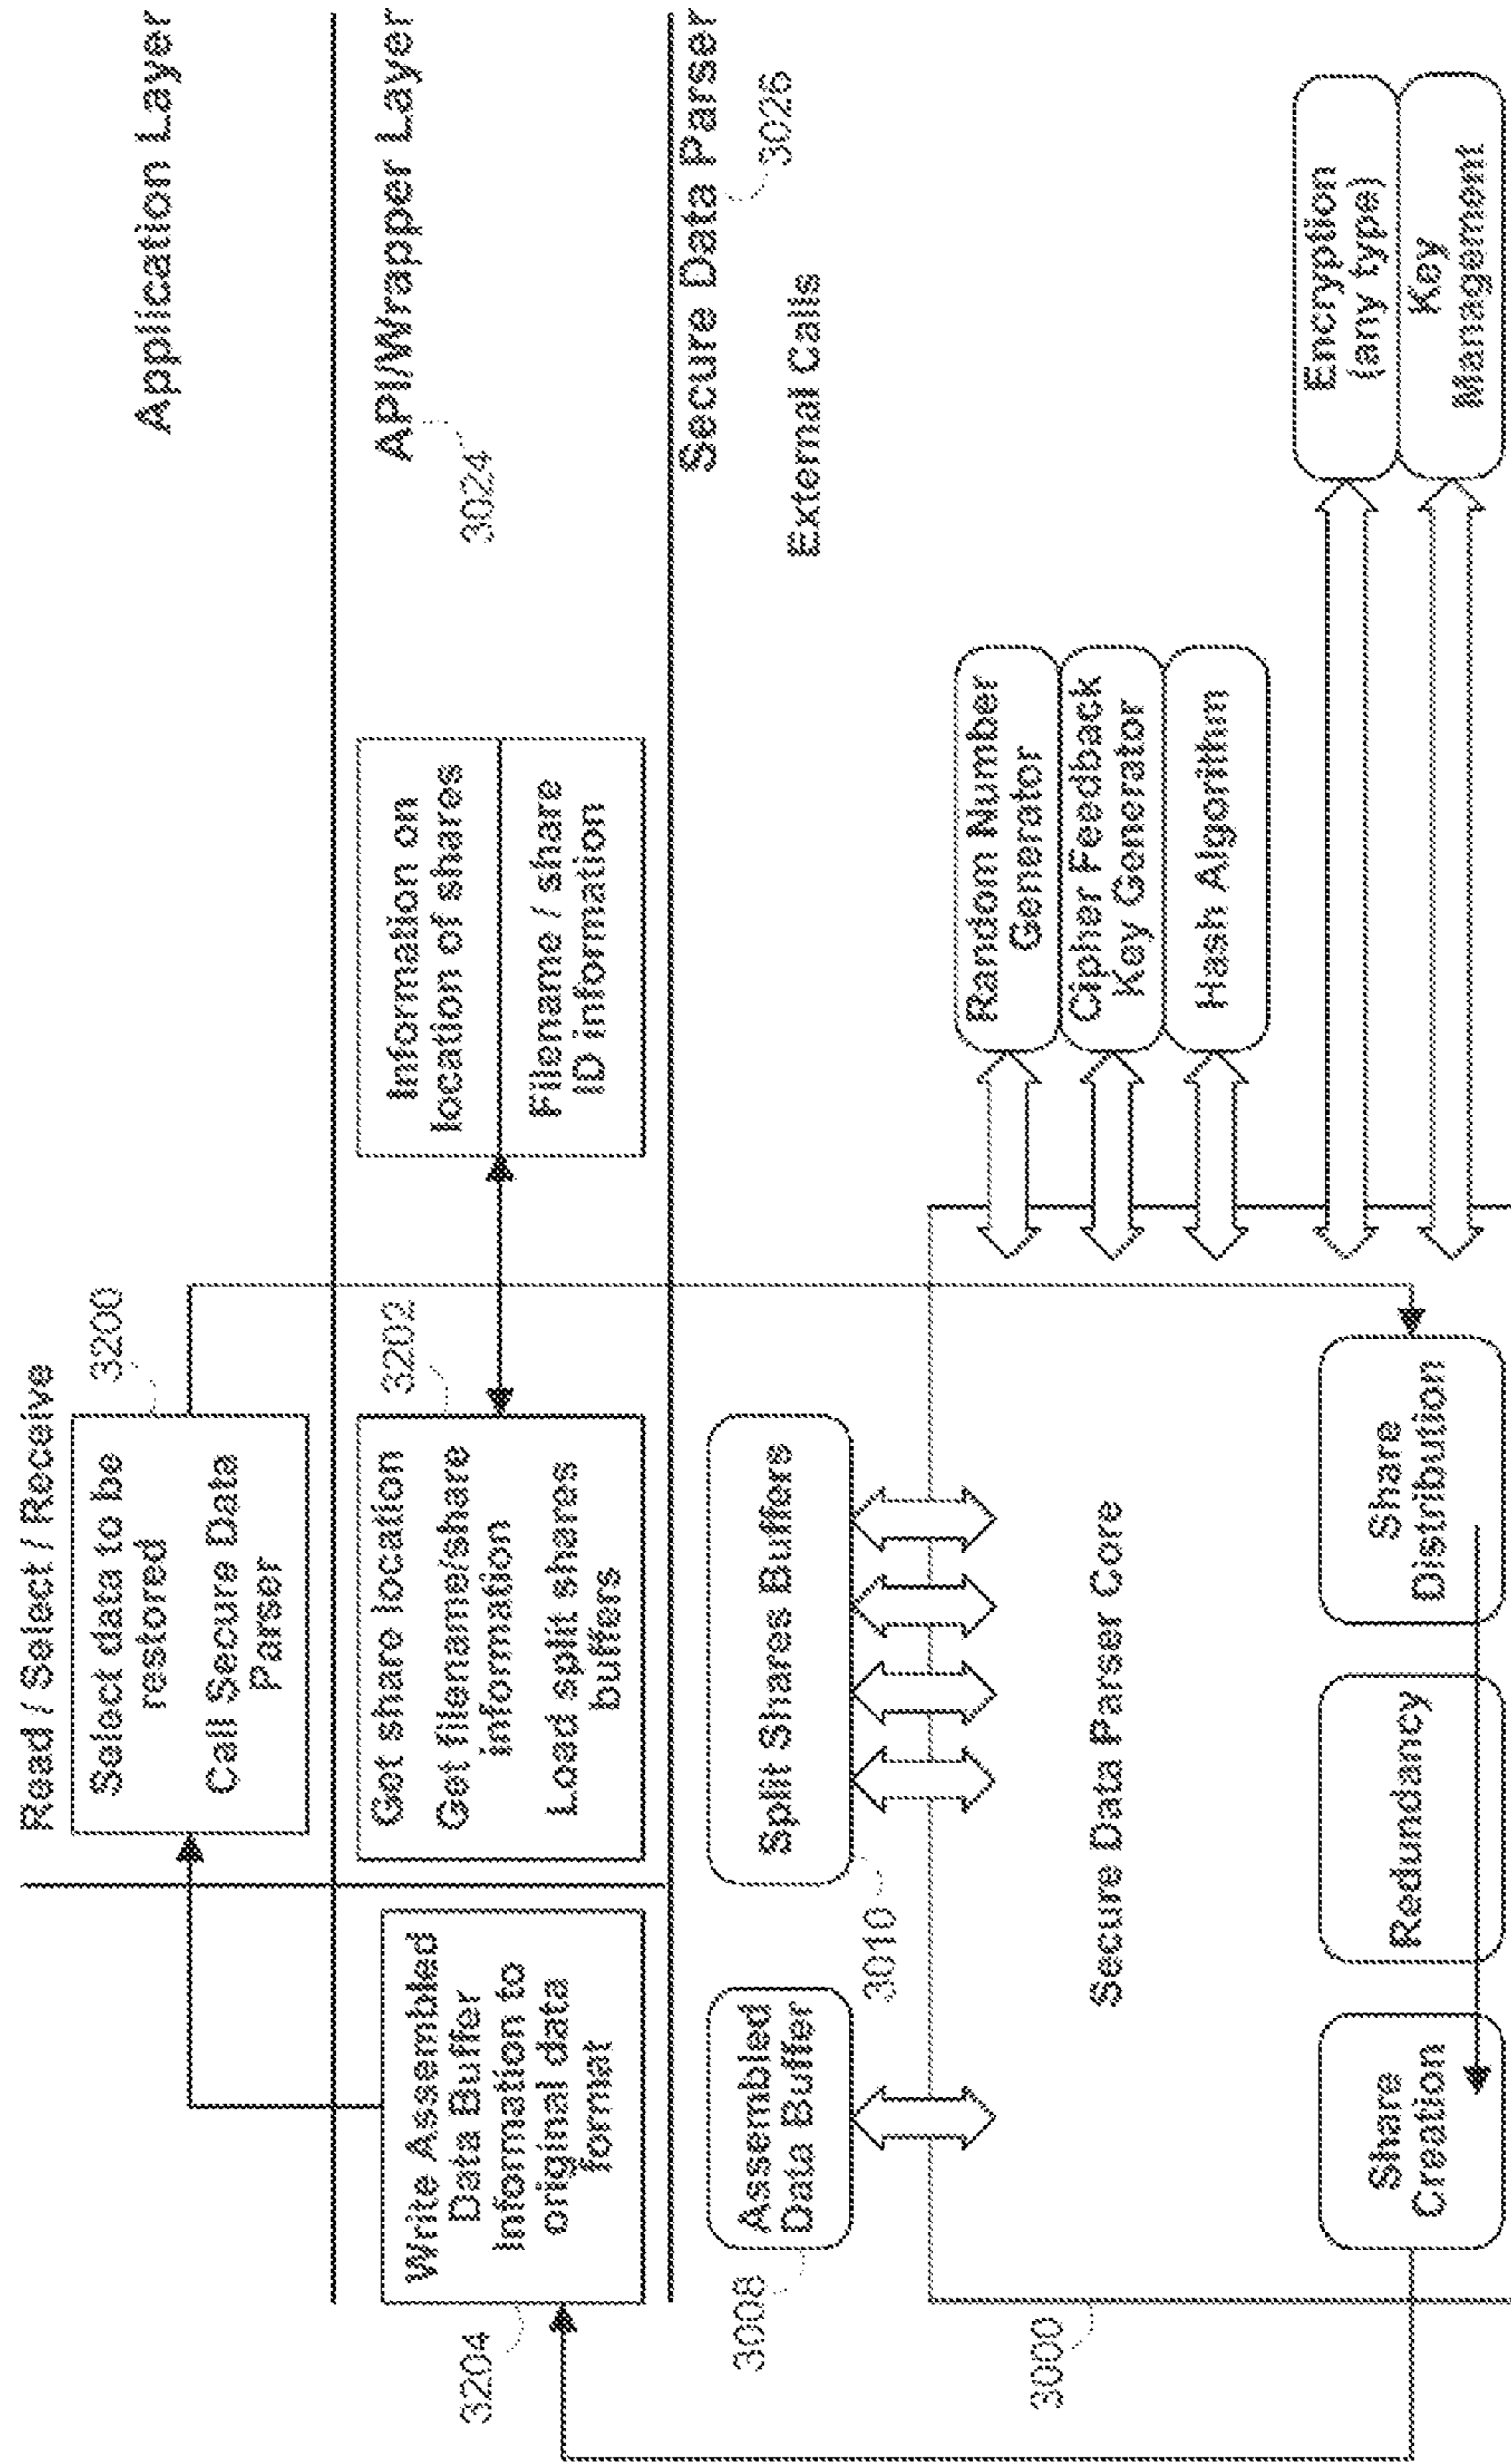 Read / Select / Receive
3200
Select data to be
restored
Call Secure Data
Parser
Application Layer
3204
Write Assembled
Data Buffer
Information to
original data
format
3202
Get share location
Get filename/share
information
Load split shares
buffers
Information on
location of shares
Filename / share
ID information
API/Wrapper Layer
3024
Secure Data Parser
3026
External Calls
3008
Assembled
Data Buffer
3010
Split Shares Buffers
3000
Secure Data Parser Core
Random Number
Generator
Cipher Feedback
Key Generator
Hash Algorithm
Encryption
(any type)
Key
Management
Share
Creation
Redundancy
Share
Distribution